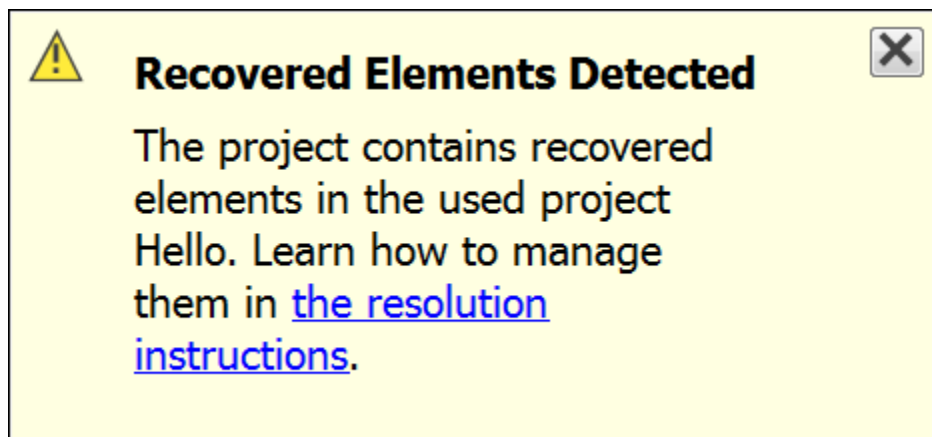 Recovered Elements Detected
The project contains recovered
elements in the used project
Hello. Learn how to manage
them in the resolution
instructions.